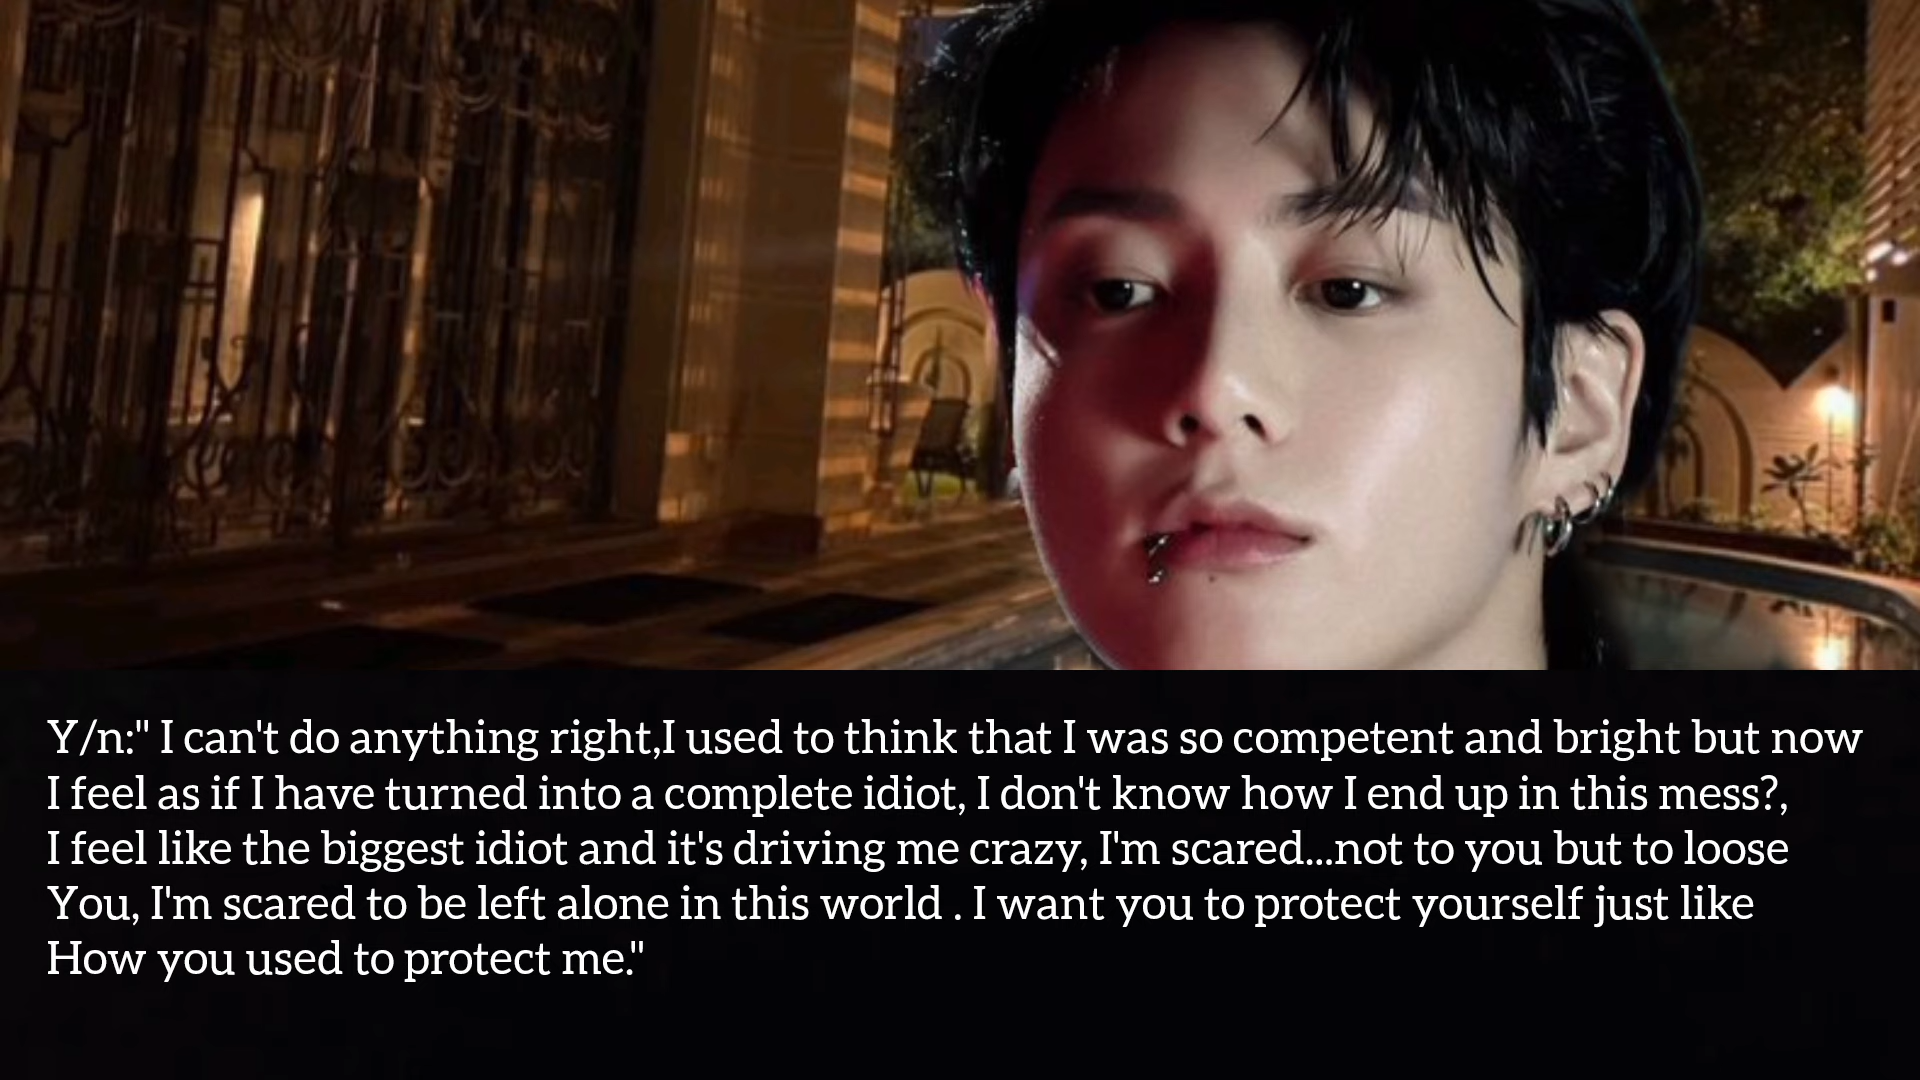 Y/n:" I can't do anything right,I used to think that I was so competent and bright but now
I feel as if I have turned into a complete idiot, I don't know how I end up in this mess?,
I feel like the biggest idiot and it's driving me crazy, I'm scared...not to you but to loose
You, I'm scared to be left alone in this world . I want you to protect yourself just like
How you used to protect me."